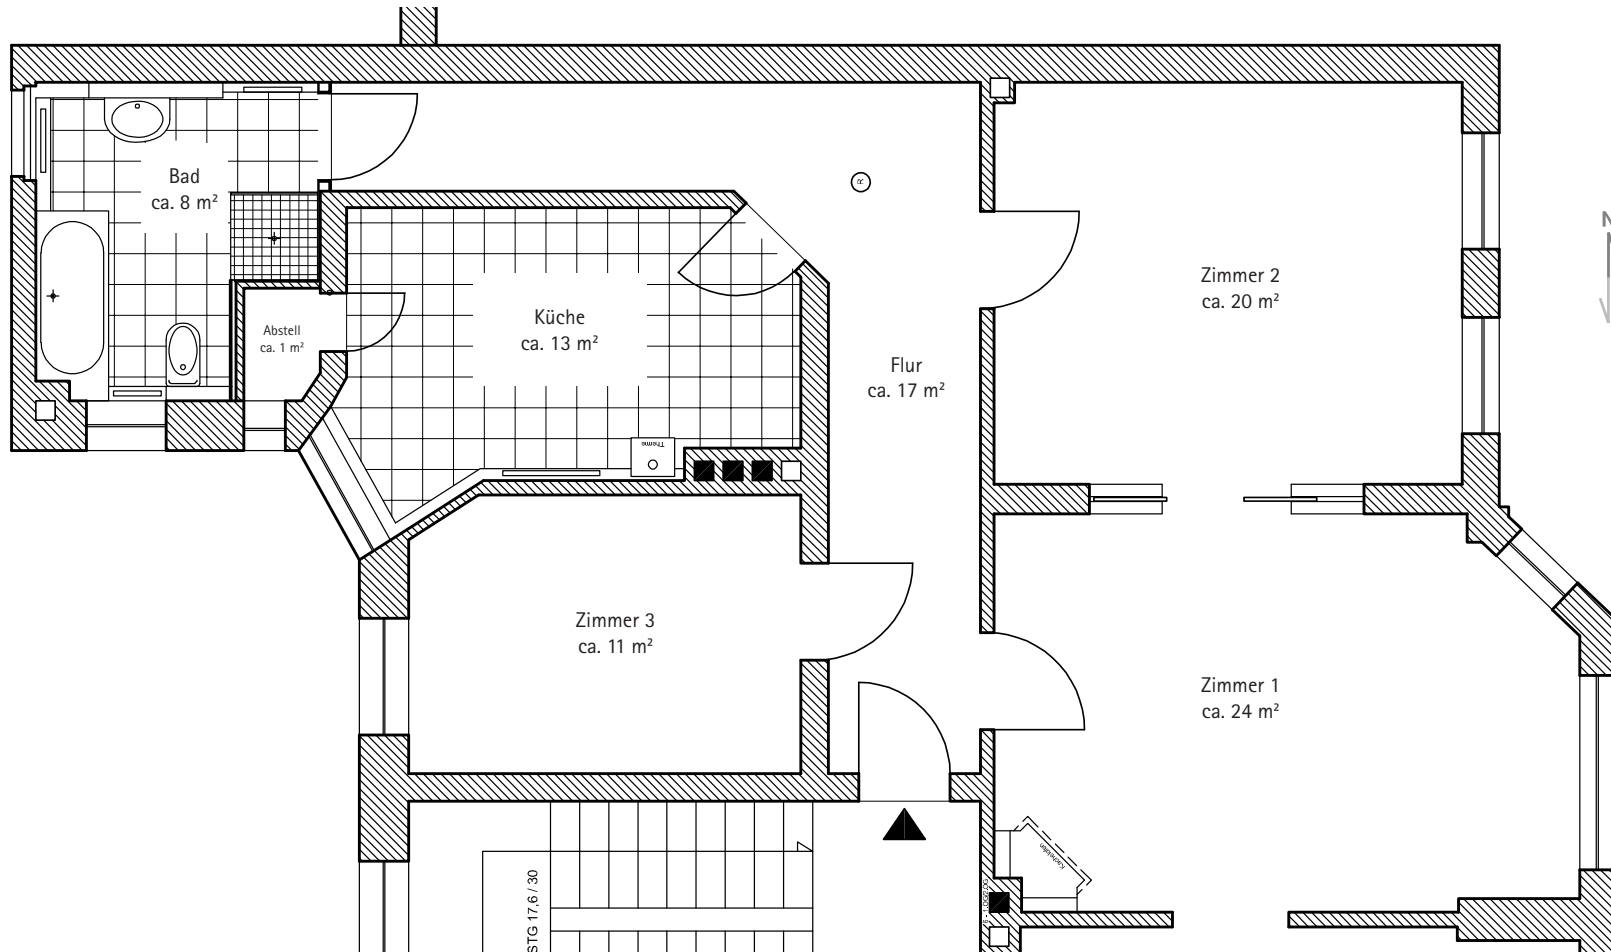 Bad
ca. 8 m²
Abstell
ca. 1 m²
Küche
ca. 13 m²
Therme
R
Flur
ca. 17 m²
Zimmer 2
ca. 20 m²
N
Zimmer 3
ca. 11 m²
Zimmer 1
ca. 24 m²
Kachelofen
STG 17,6 / 30